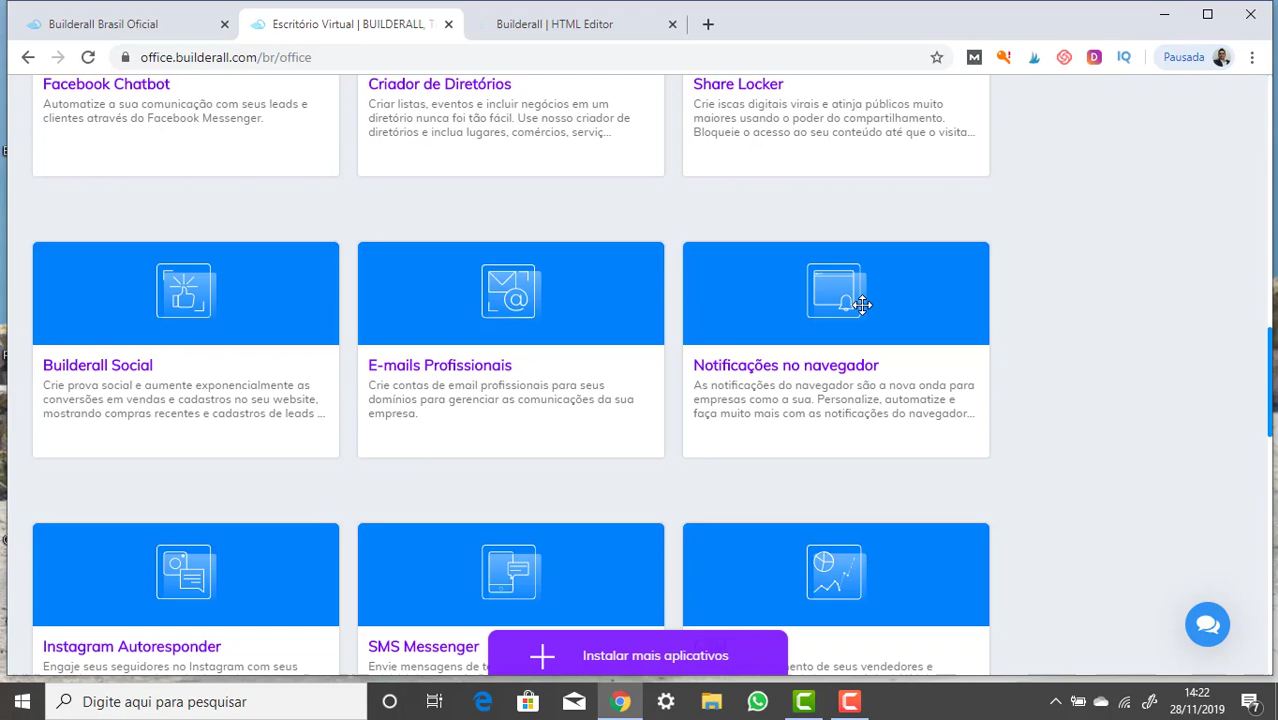 Builderall Brasil Oficial
Escritório Virtual | BUILDERALL, T
Builderall | HTML Editor
office.builderall.com/br/office
Pausada
Facebook Chatbot
Automatize a sua comunicação com seus leads e
clientes através do Facebook Messenger.
Criador de Diretórios
Criar listas, eventos e incluir negócios em um
diretório nunca foi tão fácil. Use nosso criador de
diretórios e inclua lugares, comércios, serviç...
Share Locker
Crie iscas digitais virais e atinja públicos muito
maiores usando o poder do compartilhamento.
Bloqueie o acesso ao seu conteúdo até que o visita...
Builderall Social
Crie prova social e aumente exponencialmente as
conversões em vendas e cadastros no seu website,
mostrando compras recentes e cadastros de leads ...
E-mails Profissionais
Crie contas de email profissionais para seus
domínios para gerenciar as comunicações da sua
empresa.
Notificações no navegador
As notificações do navegador são a nova onda para
empresas como a sua. Personalize, automatize e
faça muito mais com as notificações do navegador...
Instagram Autoresponder
Engaje seus seguidores no Instagram com seus
SMS Messenger
Envie mensagens de
de seus vendedores e
Instalar mais aplicativos
Digite aqui para pesquisar
14:22
28/11/2019